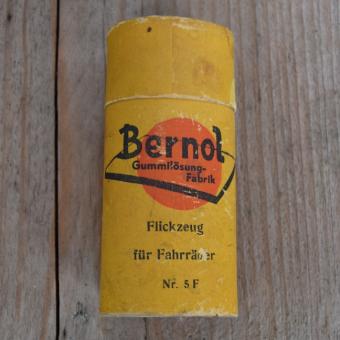 Bernol
Gummilösung-
Fabrik
Flickzeug
für Fahrräder
Nr. 5 F